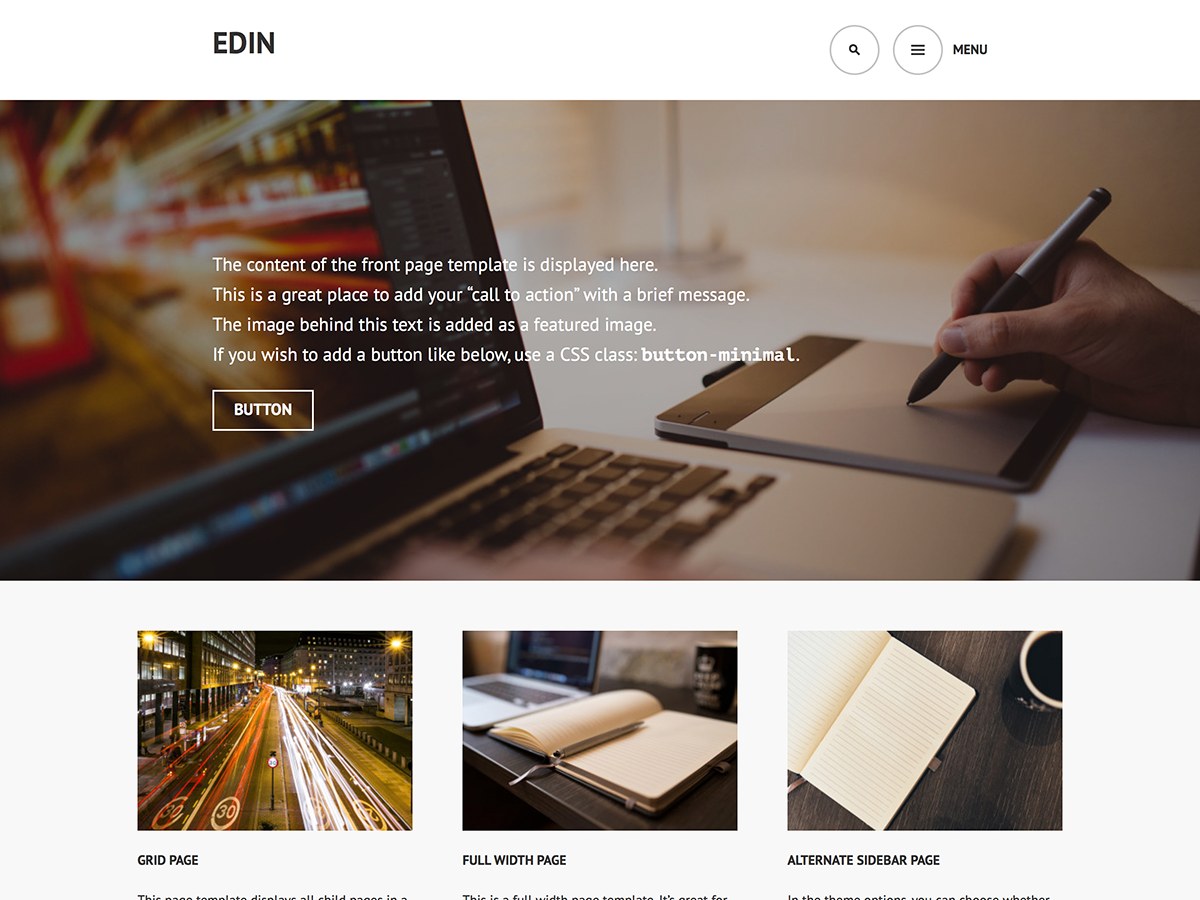 EDIN
MENU
The content of the front page template is displayed here.
This is a great place to add your “call to action” with a brief message.
The image behind this text is added as a featured image.
If you wish to add a button like below, use a CSS class: button-minimal.
BUTTON
30
30
GRID PAGE
FULL WIDTH PAGE
ALTERNATE SIDEBAR PAGE
This page template displays all child pages in a
This is a full width page template. It’s great for
In the theme options, you can choose whether